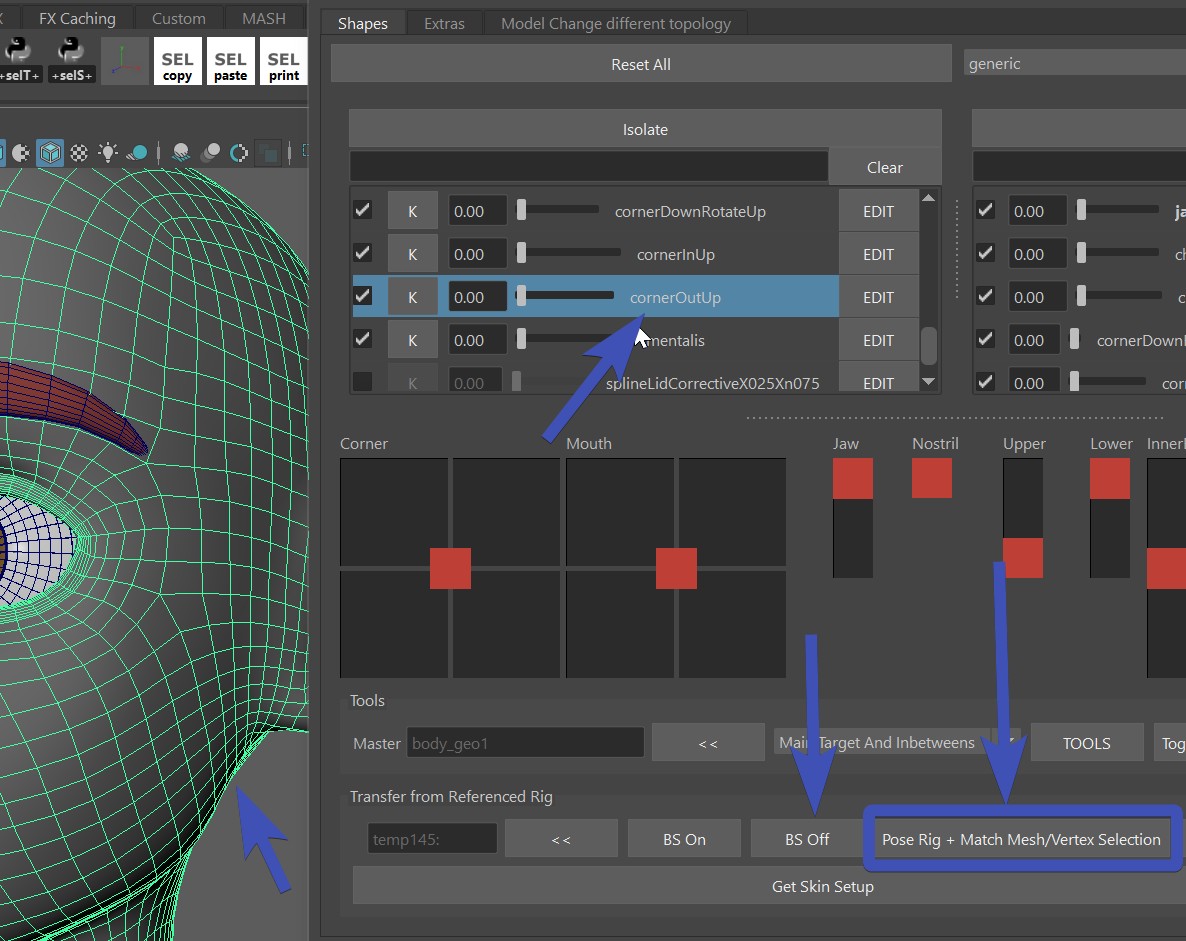 FX Caching Custom MASH
+selT+ +selS+ SEL copy SEL paste SEL print
Shapes Extras Model Change different topology
Reset All
generic
Isolate
Clear
K 0.00 cornerDownRotateUp EDIT 0.00
K 0.00 cornerInUp EDIT 0.00
K 0.00 cornerOutUp EDIT 0.00
K 0.00 mentalis EDIT 0.00 cornerDown
K 0.00 splineLidCorrectiveX025Xn075 EDIT 0.00
Corner Mouth Jaw Nostril Upper Lower Inner
Tools
Master body_geo1 << Main Target And Inbetweens TOOLS Tog
Transfer from Referenced Rig
temp145: << BS On BS Off Pose Rig + Match Mesh/Vertex Selection
Get Skin Setup